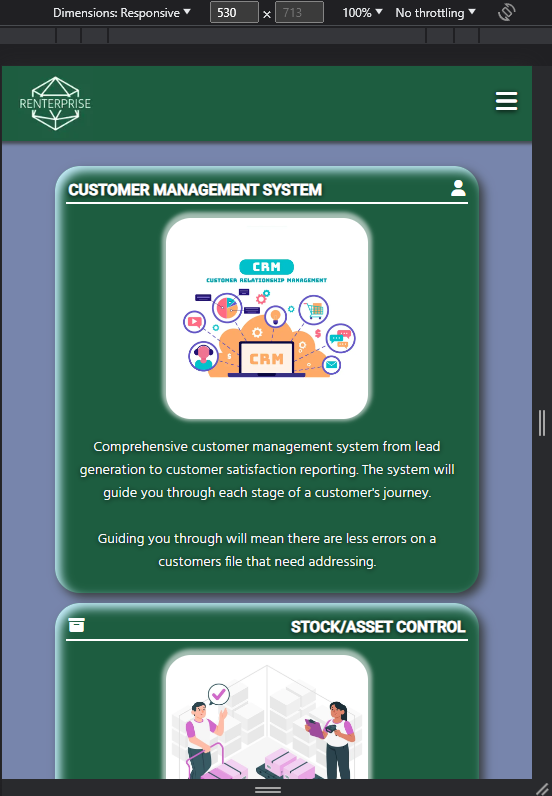 Dimensions: Responsive ▼ 530 × 713 100% ▼ No throttling ▼
RENTERPRISE
CUSTOMER MANAGEMENT SYSTEM
CRM
CUSTOMER RELATIONSHIP MANAGEMENT
$
$
$
CRM
Comprehensive customer management system from lead
generation to customer satisfaction reporting. The system will
guide you through each stage of a customer's journey.
Guiding you through will mean there are less errors on a
customers file that need addressing.
STOCK/ASSET CONTROL